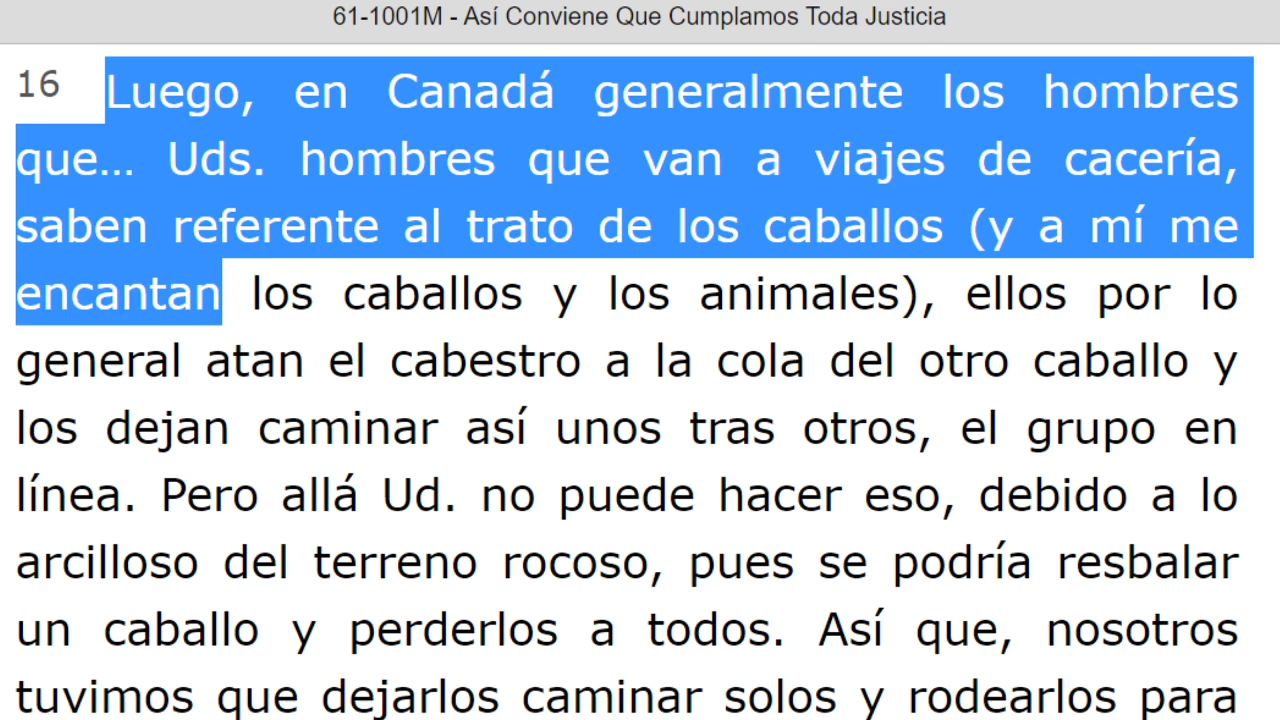 61-1001M - Así Conviene Que Cumplamos Toda Justicia
16 Luego, en Canadá generalmente los hombres
que... Uds. hombres que van a viajes de cacería,
saben referente al trato de los caballos (y a mí me
encantan los caballos y los animales), ellos por lo
general atan el cabestro a la cola del otro caballo y
los dejan caminar así unos tras otros, el grupo en
línea. Pero allá Ud. no puede hacer eso, debido a lo
arcilloso del terreno rocoso, pues se podría resbalar
un caballo y perderlos a todos. Así que, nosotros
tuvimos que dejarlos caminar solos y rodearlos para